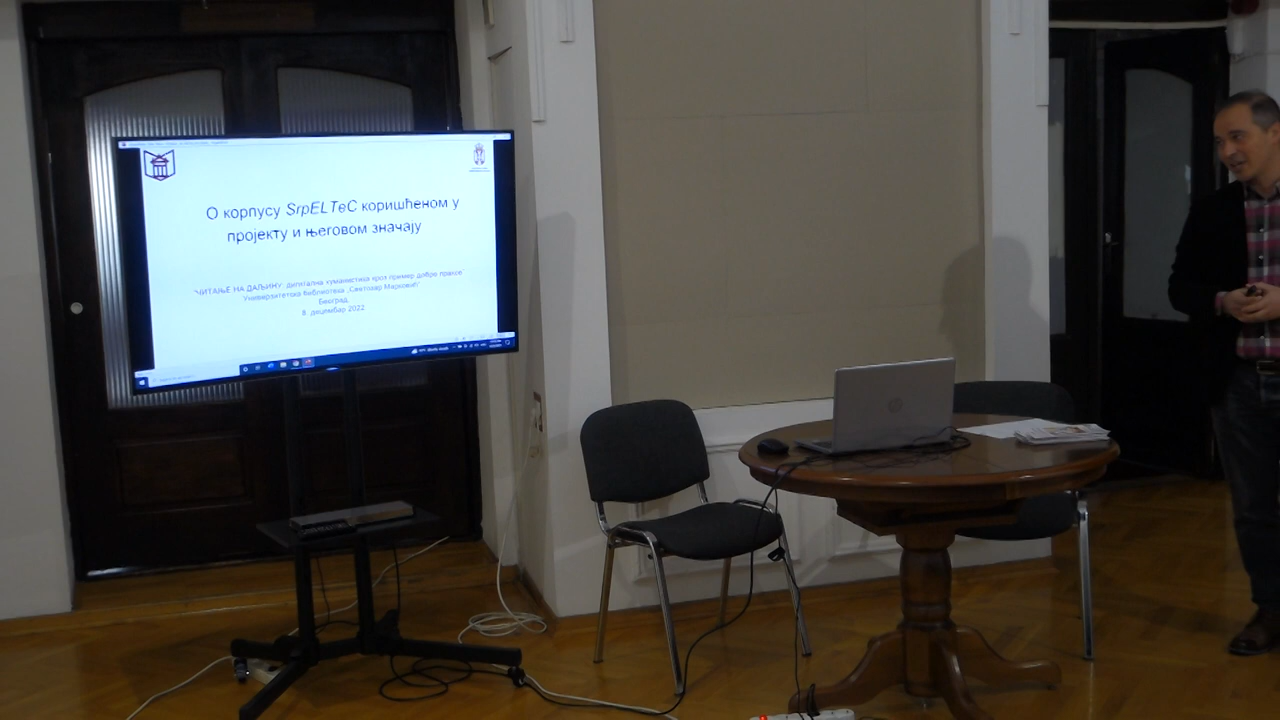 О корпусу SrpELTeC коришћеном у
пројекту и његовом значају
"ЧИТАЊЕ НА ДАЉИНУ: дигитална хуманистика кроз пример добре праксе"
Универзитетска библиотека „Светозар Марковић"
Београд,
8. децембар 2022.